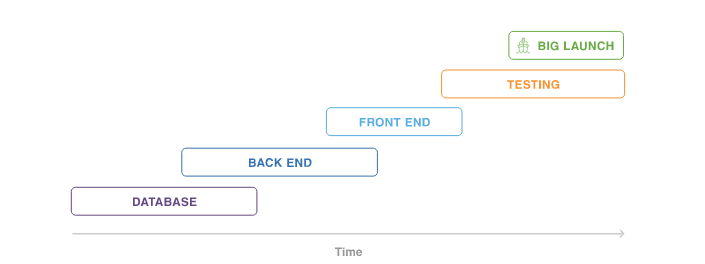 BIG LAUNCH
TESTING
FRONT END
BACK END
DATABASE
Time